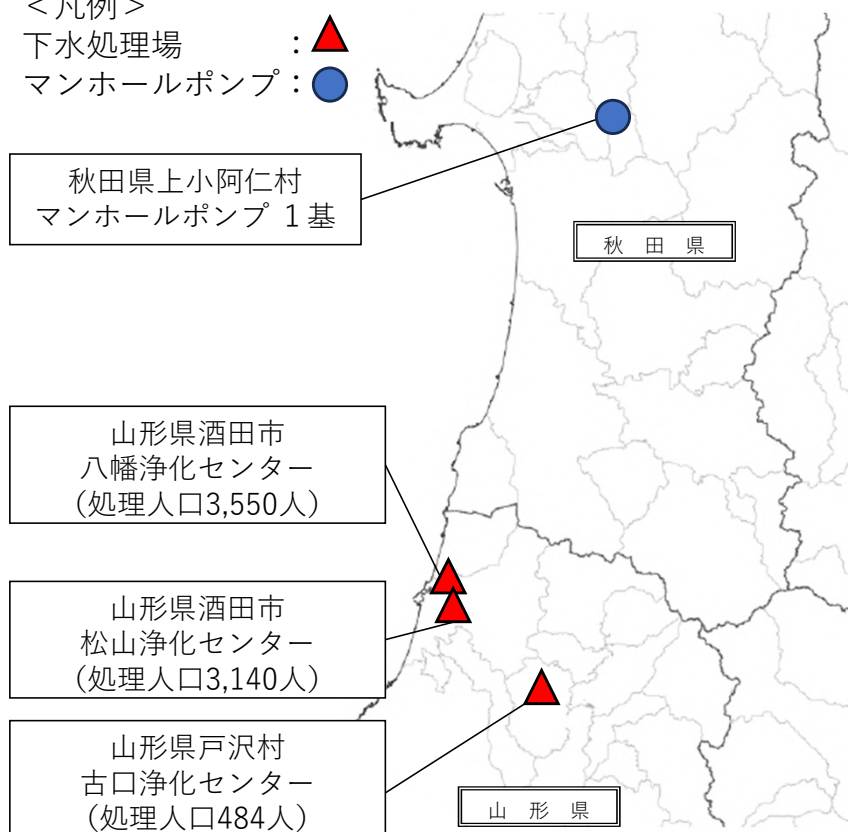 ＜凡例＞
下水処理場　：
マンホールポンプ：
秋田県上小阿仁村
マンホールポンプ １基
秋 田 県
山形県酒田市
八幡浄化センター
（処理人口3,550人）
山形県酒田市
松山浄化センター
（処理人口3,140人）
山形県戸沢村
古口浄化センター
（処理人口484人）
山 形 県